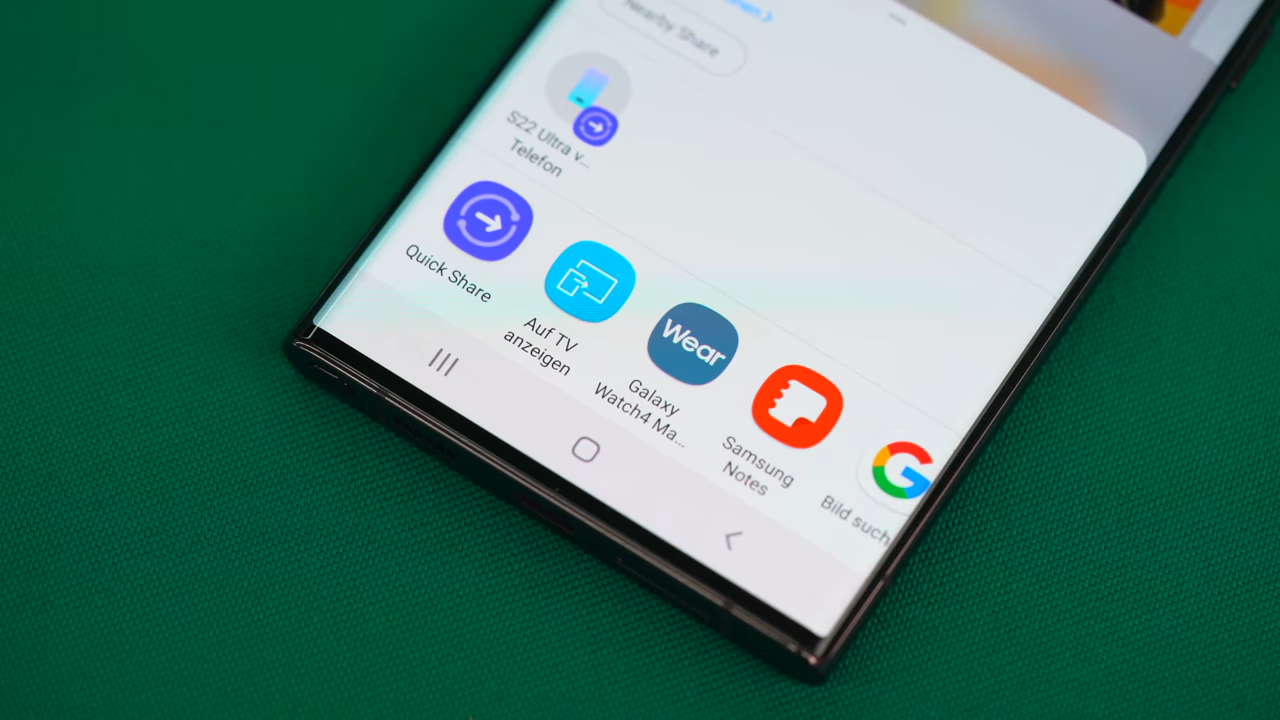 Nearby Share
S22 Ultra v...
Telefon
Quick Share
Auf TV
anzeigen
Wear
Galaxy
Watch4 Ma...
Samsung
Notes
G
Bild such